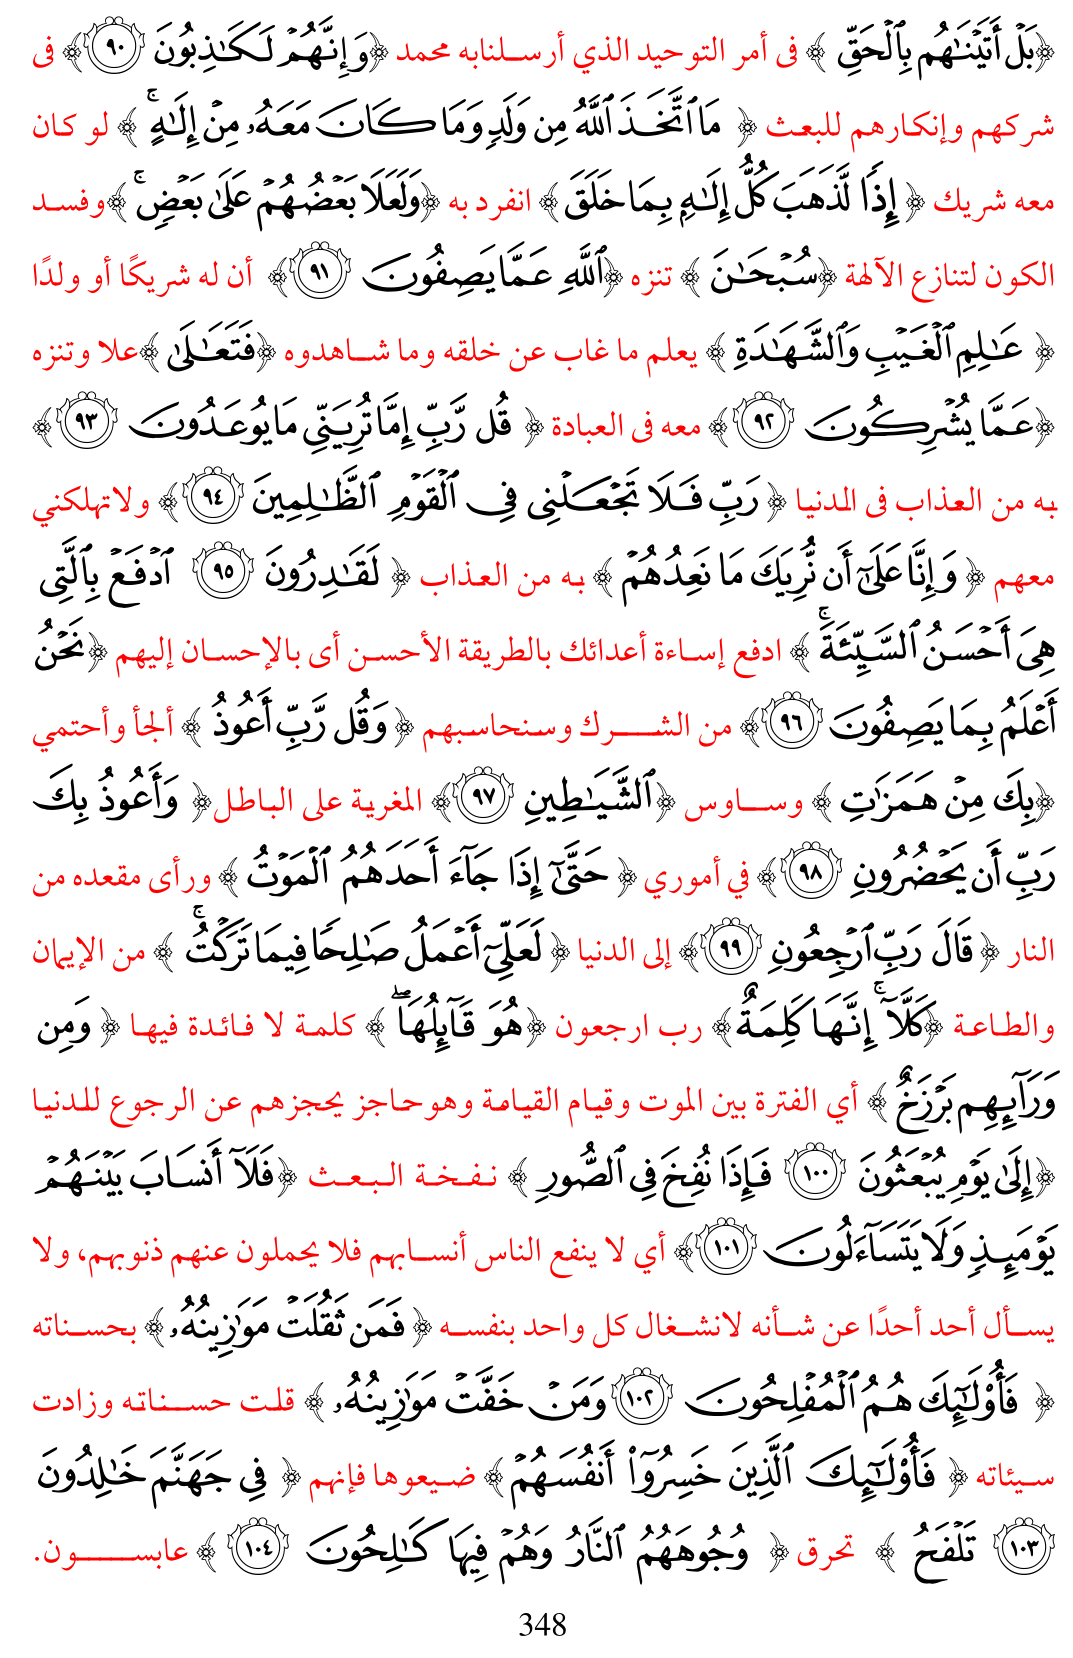 ﴿بَلْ أَتَيْنَٰهُم بِٱلْحَقِّ ﴾ فى أمر التوحيد الذي أرسلنابه محمد ﴿وَإِنَّهُمْ لَكَٰذِبُونَ ٩٠﴾ فى
شركهم وإنكارهم للبعث ﴿ مَا ٱتَّخَذَ ٱللَّهُ مِن وَلَدٍ وَمَا كَانَ مَعَهُۥ مِنْ إِلَٰهٍ ۚ ﴾ لو كان
معه شريك ﴿ إِذًا لَّذَهَبَ كُلُّ إِلَٰهٍۭ بِمَا خَلَقَ ﴾ انفرد به ﴿وَلَعَلَا بَعْضُهُمْ عَلَىٰ بَعْضٍ ۚ ﴾وفسد
الكون لتنازع الآلهة ﴿سُبْحَٰنَ ﴾ تنزه ﴿ٱللَّهِ عَمَّا يَصِفُونَ ٩١﴾ أن له شريكًا أو ولدًا
﴿ عَٰلِمِ ٱلْغَيْبِ وَٱلشَّهَٰدَةِ ﴾ يعلم ما غاب عن خلقه وما شاهدوه ﴿فَتَعَٰلَىٰ ﴾علا وتنزه
﴿عَمَّا يُشْرِكُونَ ٩٢﴾ معه فى العبادة ﴿ قُل رَّبِّ إِمَّا تُرِيَنِّي مَا يُوعَدُونَ ٩٣﴾
به من العذاب فى الدنيا ﴿ رَبِّ فَلَا تَجْعَلْنِي فِي ٱلْقَوْمِ ٱلظَّٰلِمِينَ ٩٤﴾ ولاتهلكني
معهم ﴿ وَإِنَّا عَلَىٰٓ أَن نُّرِيَكَ مَا نَعِدُهُمْ ﴾ به من العذاب ﴿ لَقَٰدِرُونَ ٩٥ ٱدْفَعْ بِٱلَّتِي
هِيَ أَحْسَنُ ٱلسَّيِّئَةَ ۚ ﴾ ادفع إساءة أعدائك بالطريقة الأحسن أى بالإحسان إليهم ﴿نَحْنُ
أَعْلَمُ بِمَا يَصِفُونَ ٩٦﴾ من الشرك وسنحاسبهم ﴿ وَقُل رَّبِّ أَعُوذُ ﴾ ألجأ وأحتمي
﴿بِكَ مِنْ هَمَزَٰتِ ﴾ وساوس ﴿ٱلشَّيَٰطِينِ ٩٧﴾ المغرية على الباطل﴿ وَأَعُوذُ بِكَ
رَبِّ أَن يَحْضُرُونِ ٩٨﴾ في أموري ﴿ حَتَّىٰٓ إِذَا جَآءَ أَحَدَهُمُ ٱلْمَوْتُ ﴾ ورأى مقعده من
النار ﴿ قَالَ رَبِّ ٱرْجِعُونِ ٩٩﴾ إلى الدنيا ﴿ لَعَلِّيٓ أَعْمَلُ صَٰلِحًا فِيمَا تَرَكْتُ ۚ ﴾ من الإيمان
والطاعة ﴿كَلَّآ ۚ إِنَّهَا كَلِمَةٌ﴾ رب ارجعون ﴿هُوَ قَآئِلُهَا ۖ ﴾ كلمة لا فائدة فيها ﴿ وَمِن
وَرَآئِهِم بَرْزَخٌ ﴾ أي الفترة بين الموت وقيام القيامة وهوحاجز يحجزهم عن الرجوع للدنيا
﴿إِلَىٰ يَوْمِ يُبْعَثُونَ ١٠٠ فَإِذَا نُفِخَ فِي ٱلصُّورِ ﴾ نفخة البعث ﴿فَلَآ أَنسَابَ بَيْنَهُمْ
يَوْمَئِذٍ وَلَا يَتَسَآءَلُونَ ١٠١﴾ أي لا ينفع الناس أنسابهم فلا يحملون عنهم ذنوبهم، ولا
يسأل أحد أحدًا عن شأنه لانشغال كل واحد بنفسه ﴿ فَمَن ثَقُلَتْ مَوَٰزِينُهُۥ ﴾ بحسناته
﴿ فَأُو۟لَٰٓئِكَ هُمُ ٱلْمُفْلِحُونَ ١٠٢ وَمَنْ خَفَّتْ مَوَٰزِينُهُۥ ﴾ قلت حسناته وزادت
سيئاته ﴿ فَأُو۟لَٰٓئِكَ ٱلَّذِينَ خَسِرُوٓا۟ أَنفُسَهُمْ ﴾ ضيعوها فإنهم ﴿ فِي جَهَنَّمَ خَٰلِدُونَ
١٠٣ تَلْفَحُ ﴾ تحرق ﴿ وُجُوهَهُمُ ٱلنَّارُ وَهُمْ فِيهَا كَٰلِحُونَ ١٠٤ ﴾ عابسون.
348